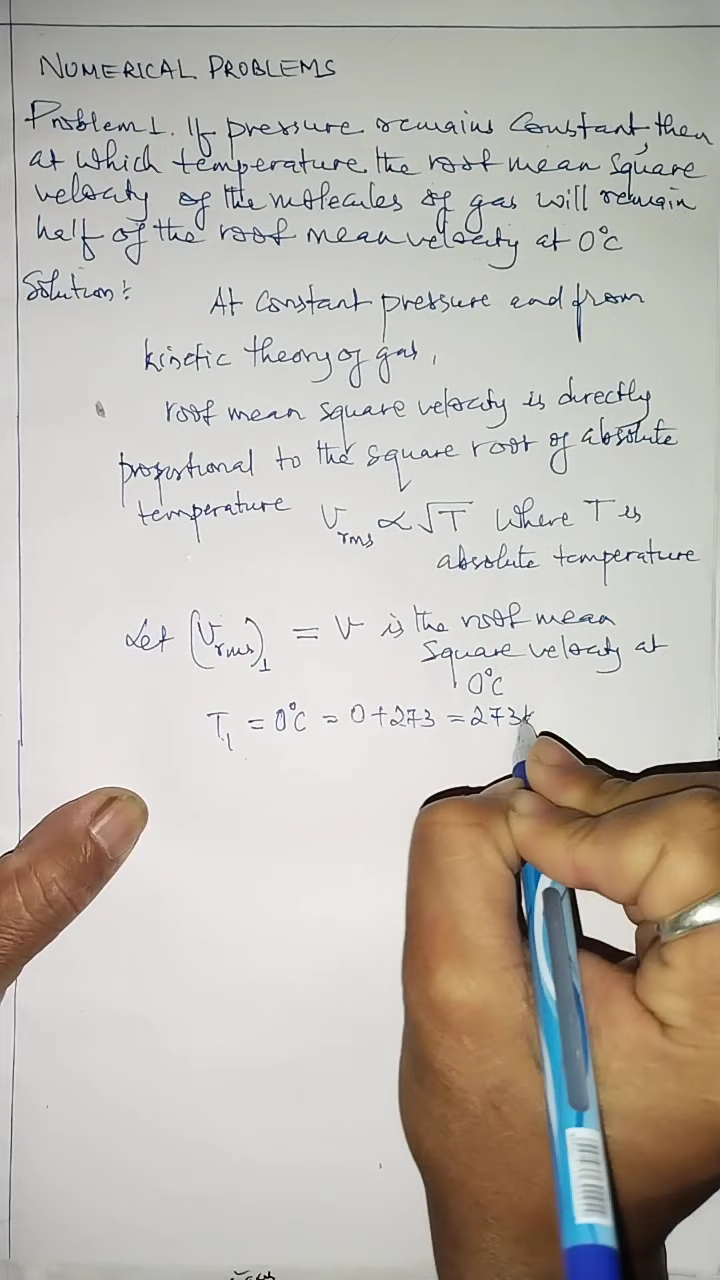 NUMERICAL PROBLEMS
Problem 1. If pressure remains Constant, then
at which temperature the root mean square
velocity of the molecules of gas will remain
half of the root mean velocity at 0°C
Solution:
At constant pressure and from
kinetic theory of gas,
root mean square velocity is directly
proportional to the square root of absolute
temperature Vrms ∝ √T where T is
absolute temperature
Let (Vrms)1 = V is the root mean
square velocity at
0°C
T1 = 0°C = 0+273 = 273k